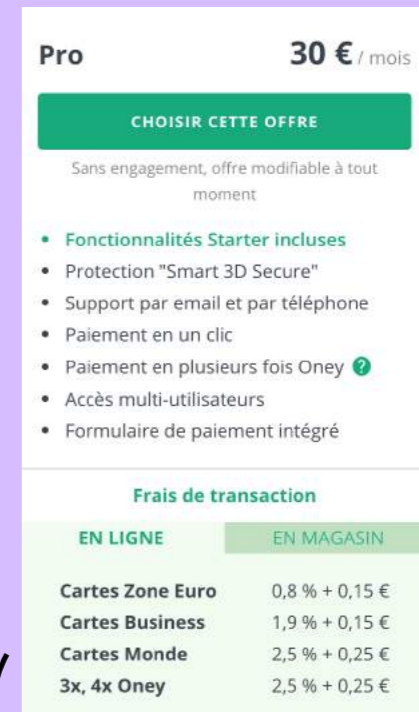 Pro 30 € / mois
CHOISIR CETTE OFFRE
Sans engagement, offre modifiable à tout
moment
• Fonctionnalités Starter incluses
• Protection "Smart 3D Secure"
• Support par email et par téléphone
• Paiement en un clic
• Paiement en plusieurs fois Oney ?
• Accès multi-utilisateurs
• Formulaire de paiement intégré
Frais de transaction
EN LIGNE EN MAGASIN
Cartes Zone Euro 0,8 % + 0,15 €
Cartes Business 1,9 % + 0,15 €
Cartes Monde 2,5 % + 0,25 €
3x, 4x Oney 2,5 % + 0,25 €